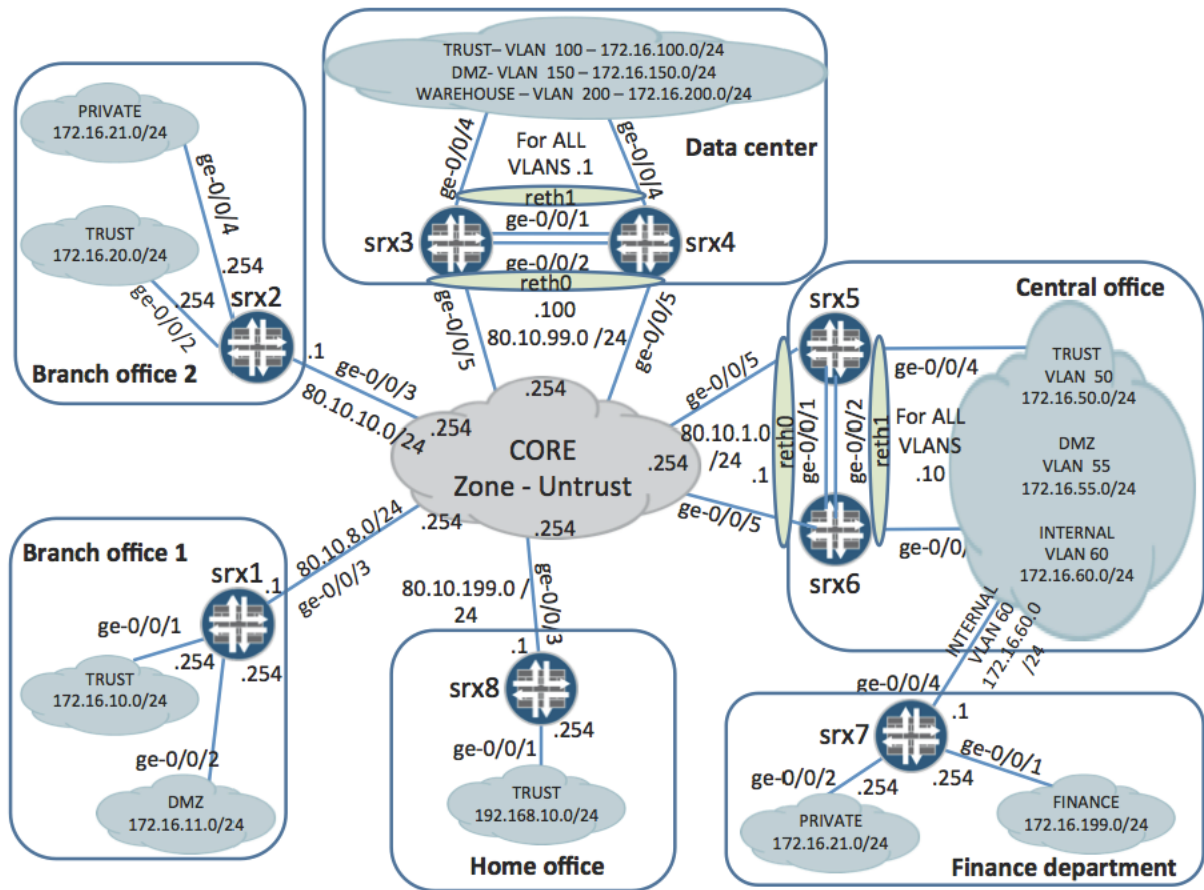 TRUST– VLAN 100 – 172.16.100.0/24
DMZ- VLAN 150 – 172.16.150.0/24
WAREHOUSE – VLAN 200 – 172.16.200.0/24
ge-0/0/4
For ALL
VLANS .1
ge-0/0/4
Data center
reth1
ge-0/0/1
srx3
srx4
ge-0/0/2
reth0
.100
80.10.99.0 /24
ge-0/0/5
ge-0/0/5
PRIVATE
172.16.21.0/24
ge-0/0/4
TRUST
172.16.20.0/24
.254
.254
ge-0/0/2
srx2
.1
Branch office 2
ge-0/0/3
80.10.10.0/24
.254
.254
CORE
Zone - Untrust
.254
.254
.254
Central office
srx5
ge-0/0/5
ge-0/0/4
80.10.1.0
/24
.1
reth0
ge-0/0/1
ge-0/0/2
reth1
For ALL
VLANS
.10
TRUST
VLAN 50
172.16.50.0/24
DMZ
VLAN 55
172.16.55.0/24
INTERNAL
VLAN 60
172.16.60.0/24
ge-0/0/5
ge-0/0/
srx6
Branch office 1
srx1
.1
80.10.8.0/24
ge-0/0/3
ge-0/0/1
.254
.254
TRUST
172.16.10.0/24
ge-0/0/2
DMZ
172.16.11.0/24
80.10.199.0 /
24
ge-0/0/3
.1
srx8
.254
ge-0/0/1
TRUST
192.168.10.0/24
Home office
INTERNAL
VLAN 60
172.16.60.0
/24
ge-0/0/4
.1
srx7
ge-0/0/2
.254
.254
ge-0/0/1
PRIVATE
172.16.21.0/24
FINANCE
172.16.199.0/24
Finance department